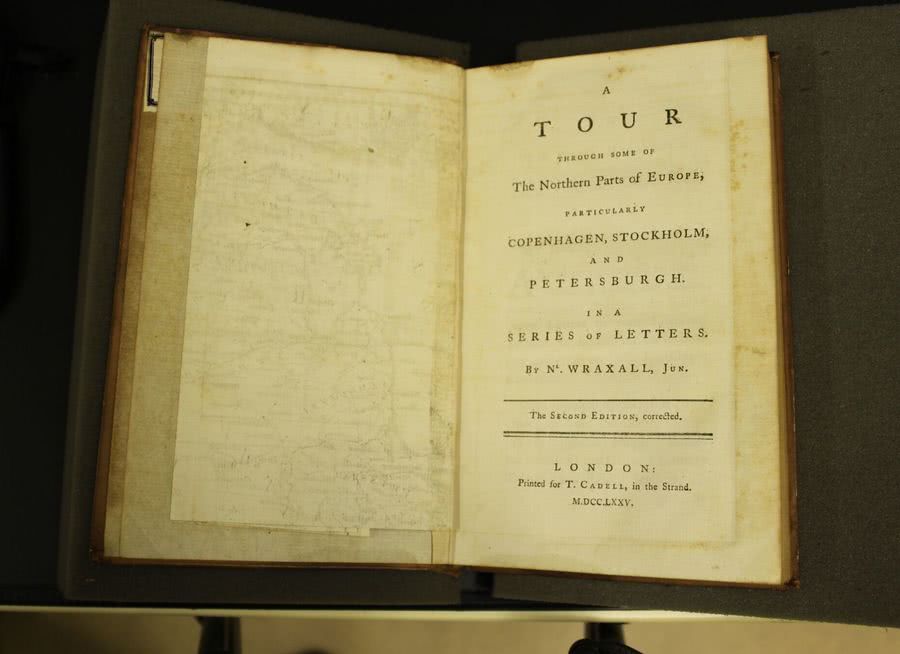 A
TOUR
THROUGH SOME OF
The Northern Parts of EUROPE,
PARTICULARLY
COPENHAGEN, STOCKHOLM,
AND
PETERSBURGH.
IN A
SERIES OF LETTERS.
BY Nl. WRAXALL, JUN.
The SECOND EDITION, corrected.
LONDON:
Printed for T. CADELL, in the Strand.
M.DCC.LXXV.